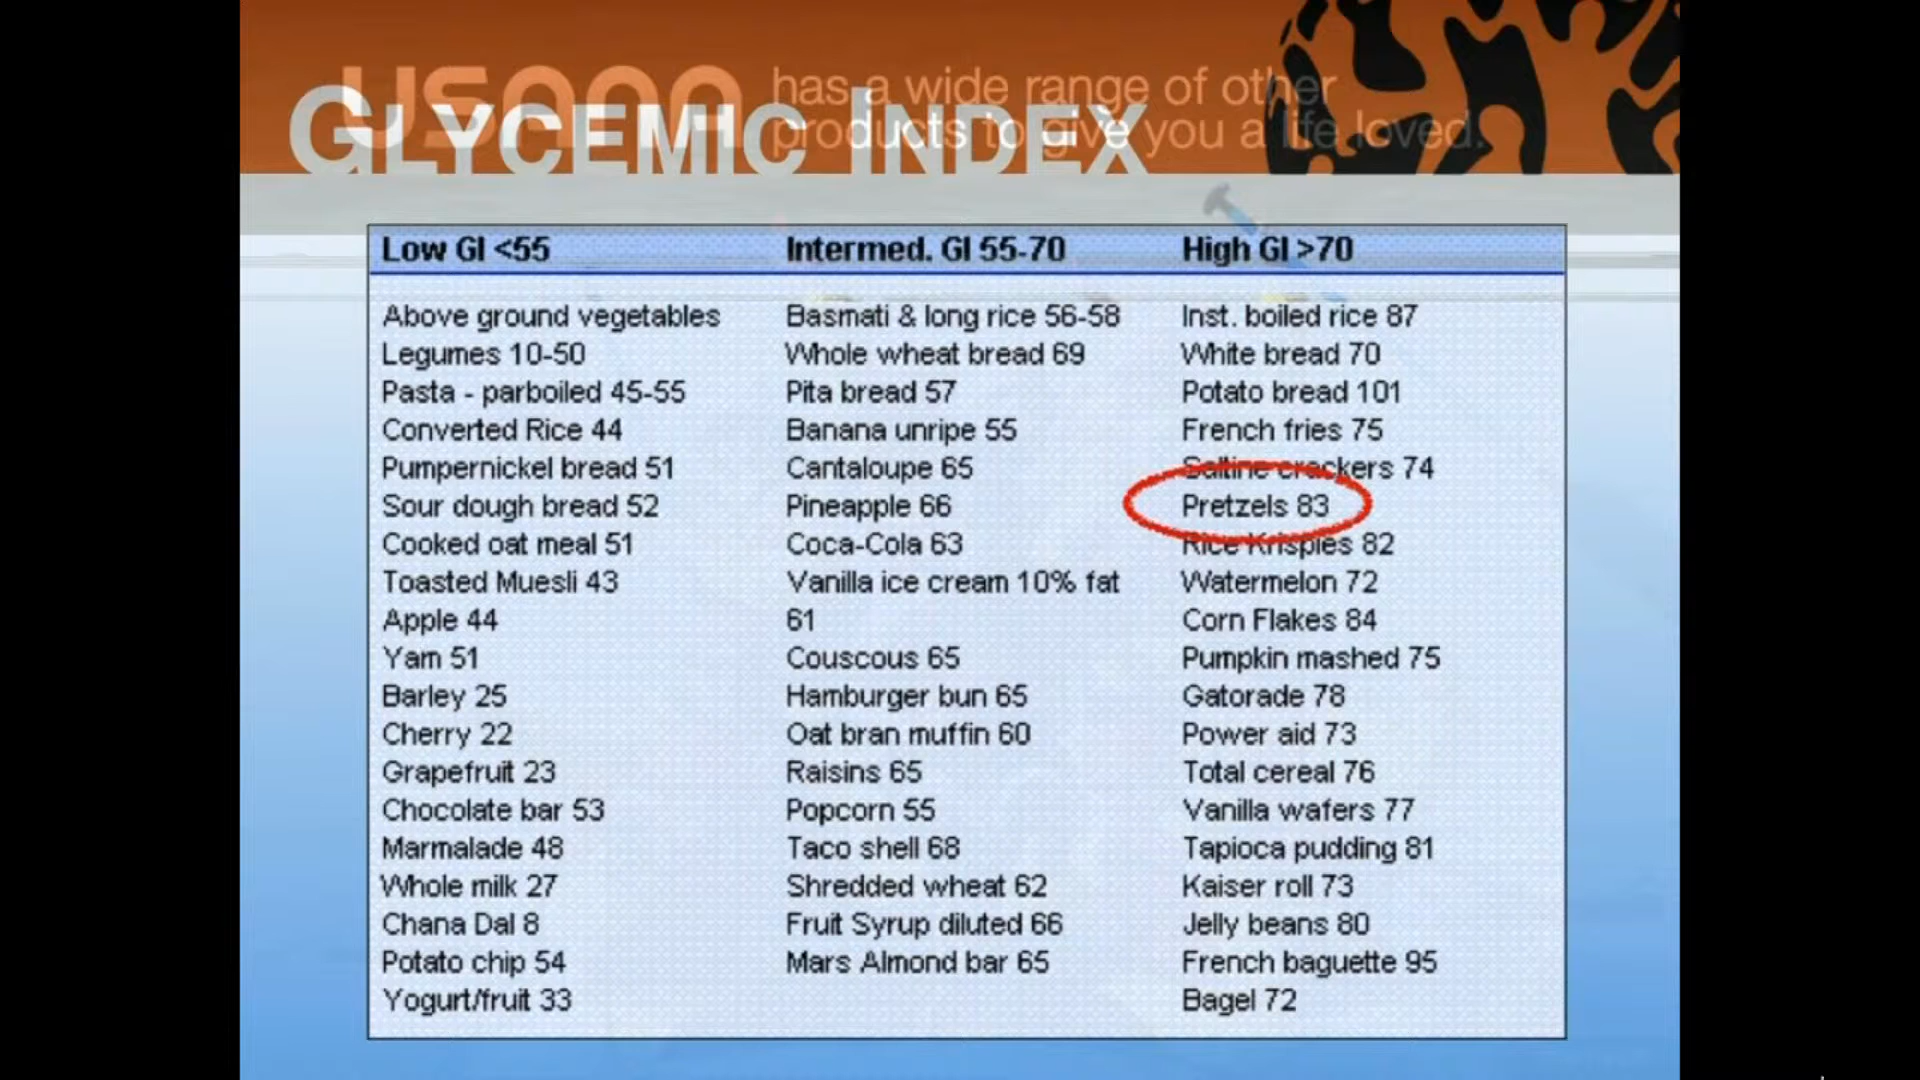 USANA has a wide range of other
products to give you a life loved.
GLYCEMIC INDEX
Low GI <55 Intermed. GI 55-70 High GI >70
Above ground vegetables Basmati & long rice 56-58 Inst. boiled rice 87
Legumes 10-50 Whole wheat bread 69 White bread 70
Pasta - parboiled 45-55 Pita bread 57 Potato bread 101
Converted Rice 44 Banana unripe 55 French fries 75
Pumpernickel bread 51 Cantaloupe 65 Saltine crackers 74
Sour dough bread 52 Pineapple 66 Pretzels 83
Cooked oat meal 51 Coca-Cola 63 Rice Krispies 82
Toasted Muesli 43 Vanilla ice cream 10% fat Watermelon 72
Apple 44 61 Corn Flakes 84
Yam 51 Couscous 65 Pumpkin mashed 75
Barley 25 Hamburger bun 65 Gatorade 78
Cherry 22 Oat bran muffin 60 Power aid 73
Grapefruit 23 Raisins 65 Total cereal 76
Chocolate bar 53 Popcorn 55 Vanilla wafers 77
Marmalade 48 Taco shell 68 Tapioca pudding 81
Whole milk 27 Shredded wheat 62 Kaiser roll 73
Chana Dal 8 Fruit Syrup diluted 66 Jelly beans 80
Potato chip 54 Mars Almond bar 65 French baguette 95
Yogurt/fruit 33 Bagel 72